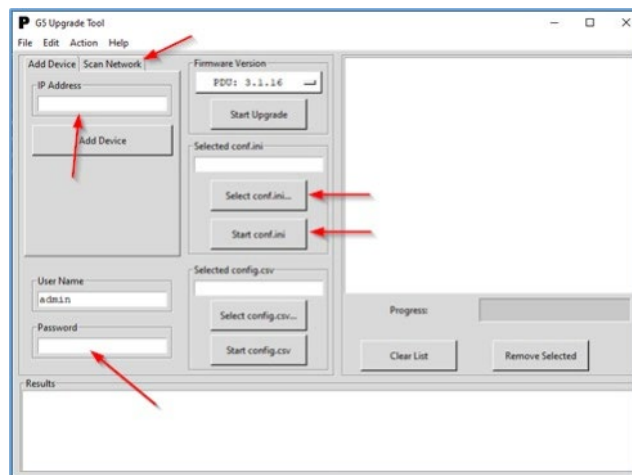 P G5 Upgrade Tool
File Edit Action Help
Add Device Scan Network
IP Address
Add Device
User Name
admin
Password
Firmware Version
PDU: 3.1.16
Start Upgrade
Selected conf.ini
Select conf.ini...
Start conf.ini
Selected config.csv
Select config.csv...
Start config.csv
Progress:
Clear List Remove Selected
Results